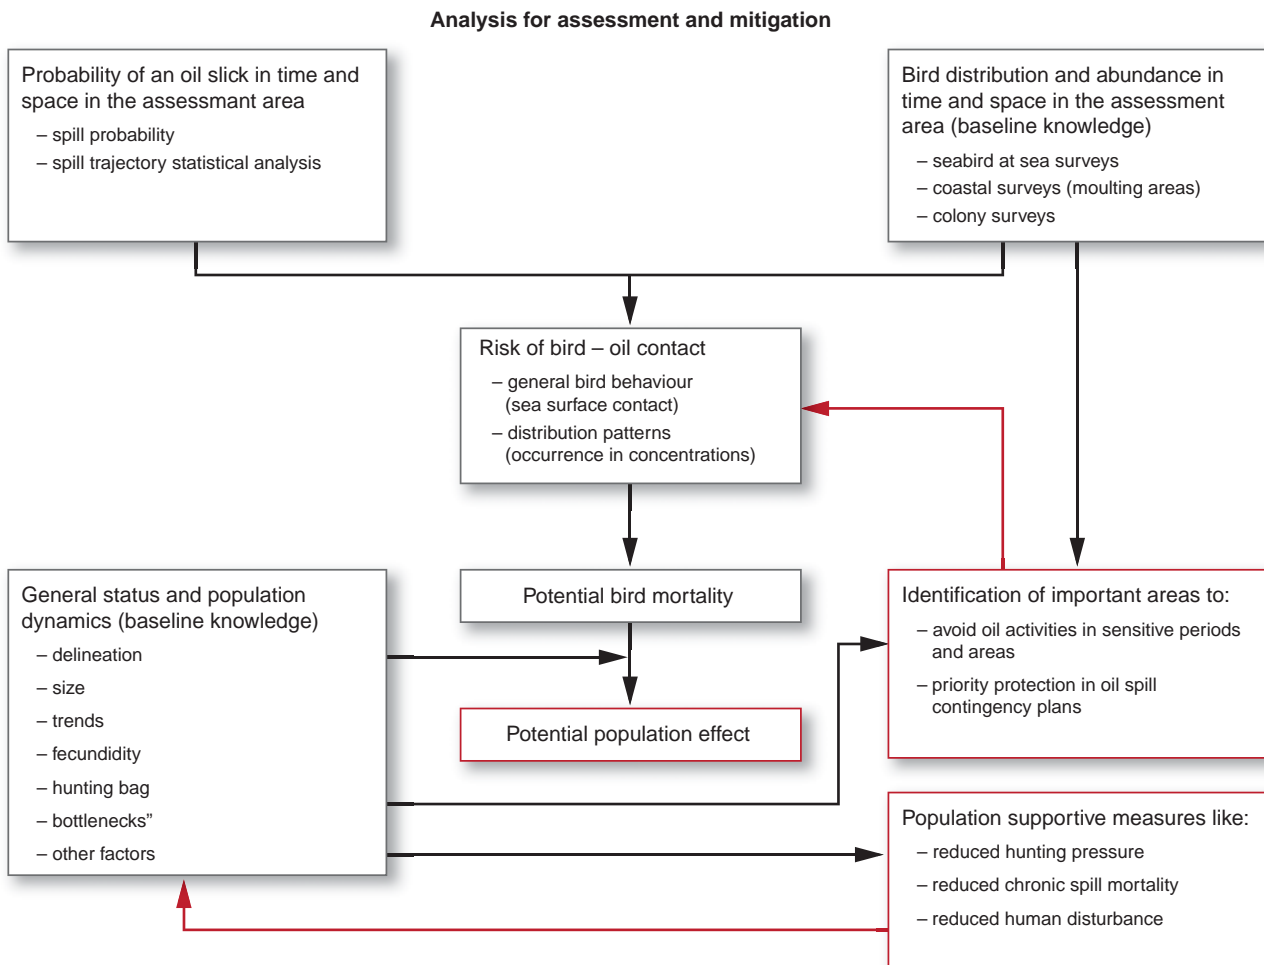 Analysis for assessment and mitigation
Probability of an oil slick in time and
space in the assessmant area
– spill probability
– spill trajectory statistical analysis
Bird distribution and abundance in
time and space in the assessment
area (baseline knowledge)
– seabird at sea surveys
– coastal surveys (moulting areas)
– colony surveys
Risk of bird – oil contact
– general bird behaviour
(sea surface contact)
– distribution patterns
(occurrence in concentrations)
General status and population
dynamics (baseline knowledge)
– delineation
– size
– trends
– fecundidity
– hunting bag
– bottlenecks”
– other factors
Potential bird mortality
Potential population effect
Identification of important areas to:
– avoid oil activities in sensitive periods
and areas
– priority protection in oil spill
contingency plans
Population supportive measures like:
– reduced hunting pressure
– reduced chronic spill mortality
– reduced human disturbance